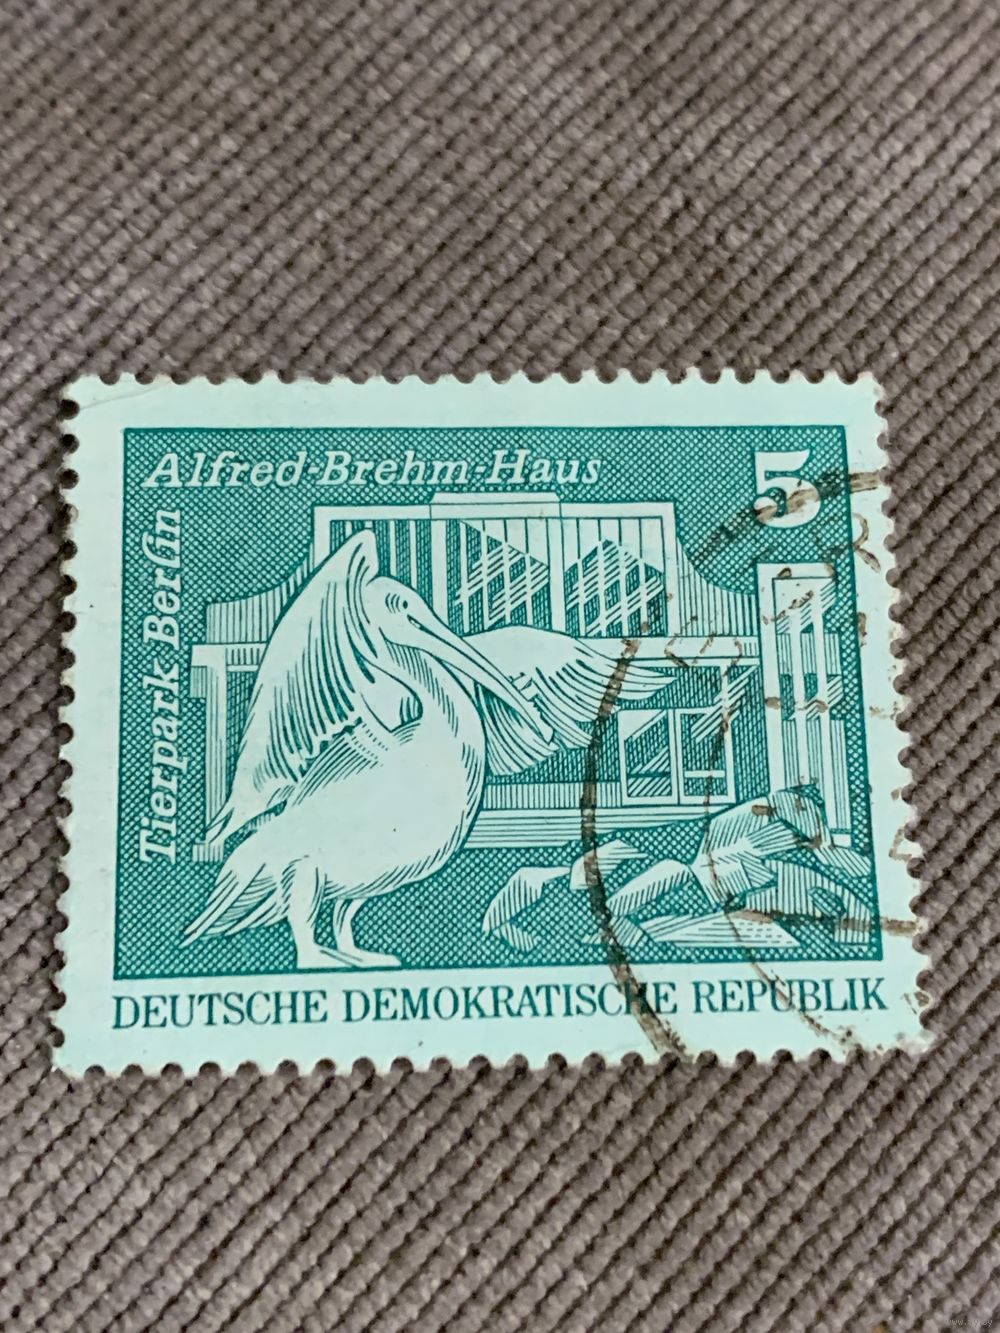 Alfred-Brehm-Haus
5
Tierpark Berlin
DEUTSCHE DEMOKRATISCHE REPUBLIK